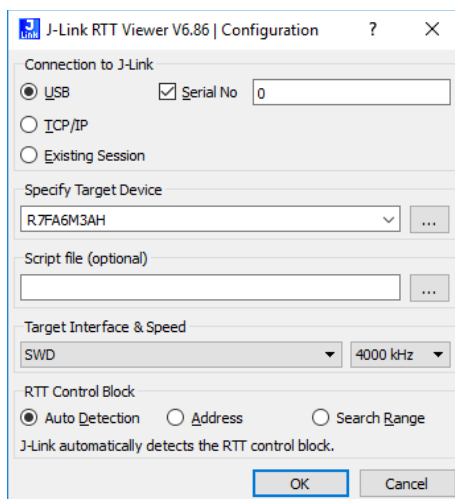 J-Link RTT Viewer V6.86 | Configuration ? X
Connection to J-Link
USB Serial No 0
TCP/IP
Existing Session
Specify Target Device
R7FA6M3AH ...
Script file (optional)
...
Target Interface & Speed
SWD 4000 kHz
RTT Control Block
Auto Detection Address Search Range
J-Link automatically detects the RTT control block.
OK Cancel